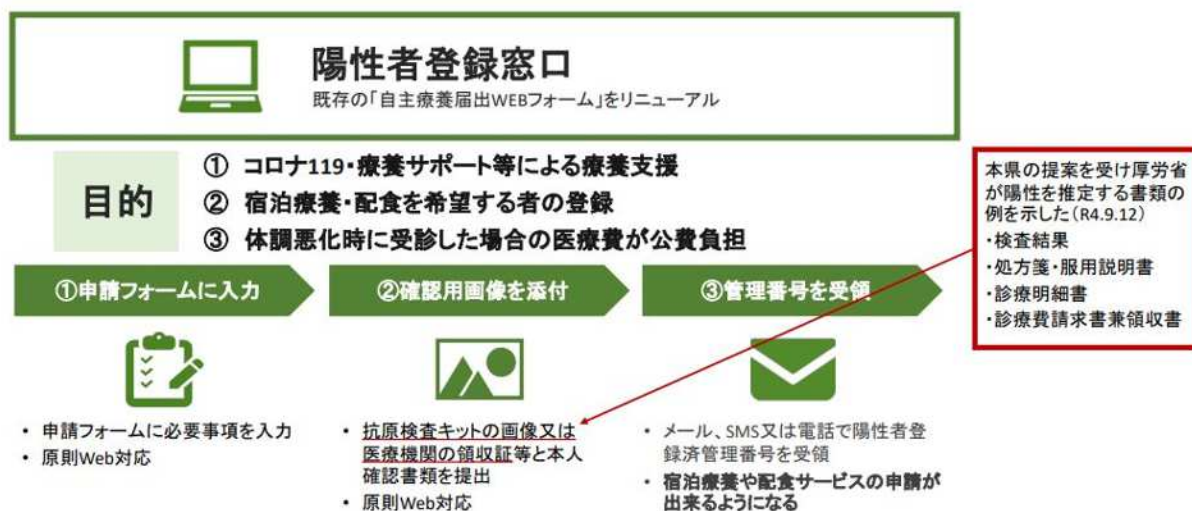 陽性者登録窓口
既存の「自主療養届出WEBフォーム」をリニューアル
目的
① コロナ119・療養サポート等による療養支援
② 宿泊療養・配食を希望する者の登録
③ 体調悪化時に受診した場合の医療費が公費負担
本県の提案を受け厚労省
が陽性を推定する書類の
例を示した(R4.9.12)
・検査結果
・処方箋・服用説明書
・診療明細書
・診療費請求書兼領収書
①申請フォームに入力
②確認用画像を添付
③管理番号を受領
• 申請フォームに必要事項を入力
• 原則Web対応
• 抗原検査キットの画像又は
医療機関の領収証等と本人
確認書類を提出
• 原則Web対応
• メール、SMS又は電話で陽性者登
録済管理番号を受領
• 宿泊療養や配食サービスの申請が
出来るようになる